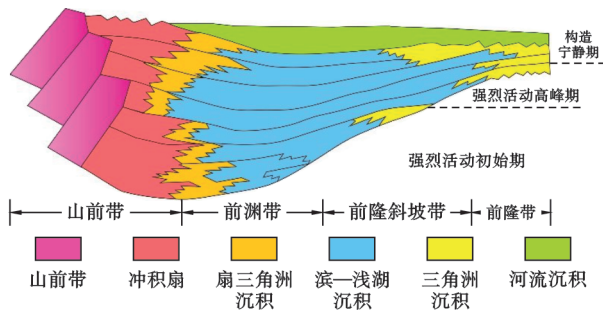 构造
宁静期
强烈活动高峰期
强烈活动初始期
山前带
前渊带
前隆斜坡带
前隆带
山前带
冲积扇
扇三角洲
沉积
滨—浅湖
沉积
三角洲
沉积
河流沉积